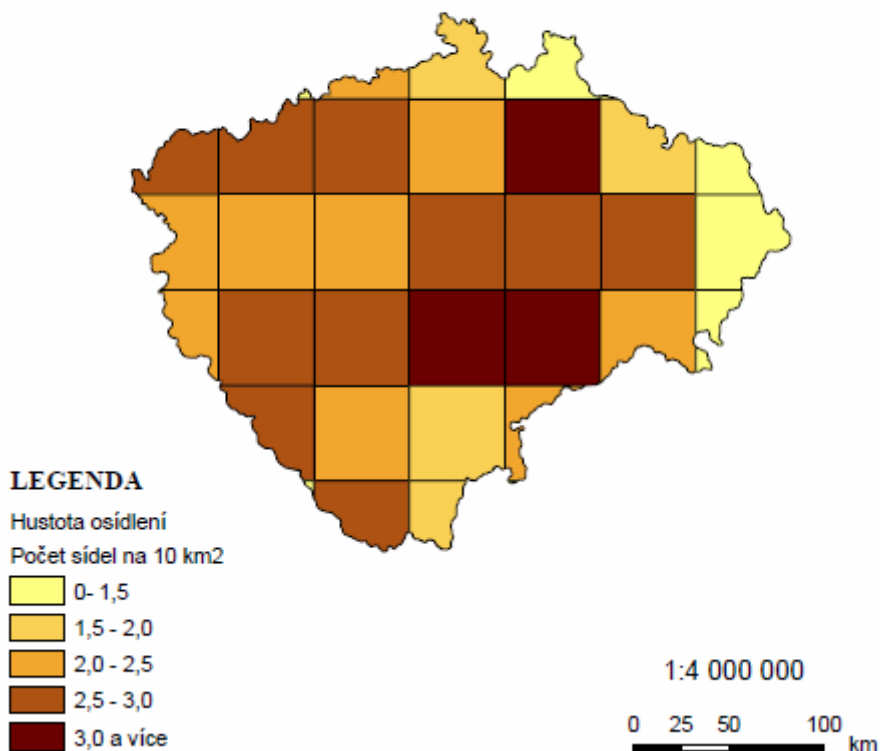 LEGENDA
Hustota osídlení
Počet sídel na 10 km2
0- 1,5
1,5 - 2,0
2,0 - 2,5
2,5 - 3,0
3,0 a více
1:4 000 000
0 25 50 100
km